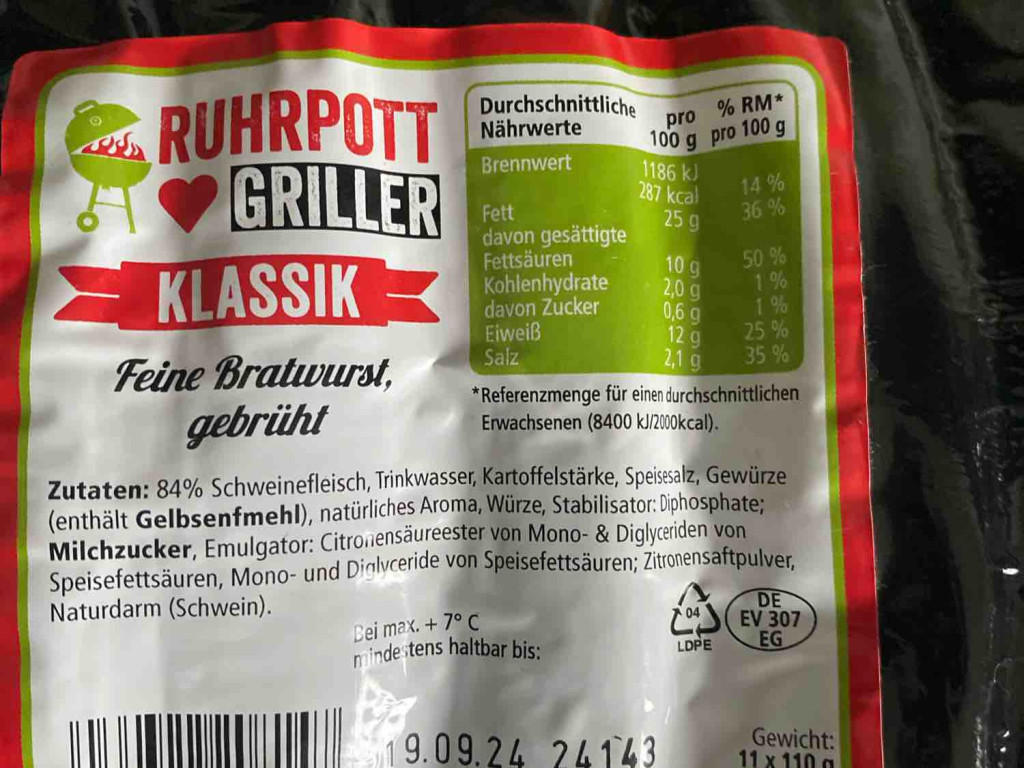 RUHRPOTT
GRILLER
KLASSIK
Feine Bratwurst,
gebrüht
Durchschnittliche pro % RM*
Nährwerte 100 g pro 100 g
Brennwert 1186 kJ
287 kcal 14 %
Fett 25 g 36 %
davon gesättigte
Fettsäuren 10 g 50 %
Kohlenhydrate 2,0 g 1 %
davon Zucker 0,6 g 1 %
Eiweiß 12 g 25 %
Salz 2,1 g 35 %
*Referenzmenge für einen durchschnittlichen
Erwachsenen (8400 kJ/2000kcal).
Zutaten: 84% Schweinefleisch, Trinkwasser, Kartoffelstärke, Speisesalz, Gewürze
(enthält Gelbsenfmehl), natürliches Aroma, Würze, Stabilisator: Diphosphate;
Milchzucker, Emulgator: Citronensäureester von Mono- & Diglyceriden von
Speisefettsäuren, Mono- und Diglyceride von Speisefettsäuren; Zitronensaftpulver,
Naturdarm (Schwein).
Bei max. + 7° C
mindestens haltbar bis:
04
LDPE
DE
EV 307
EG
19.09.24 24143
Gewicht:
11 x 110 g